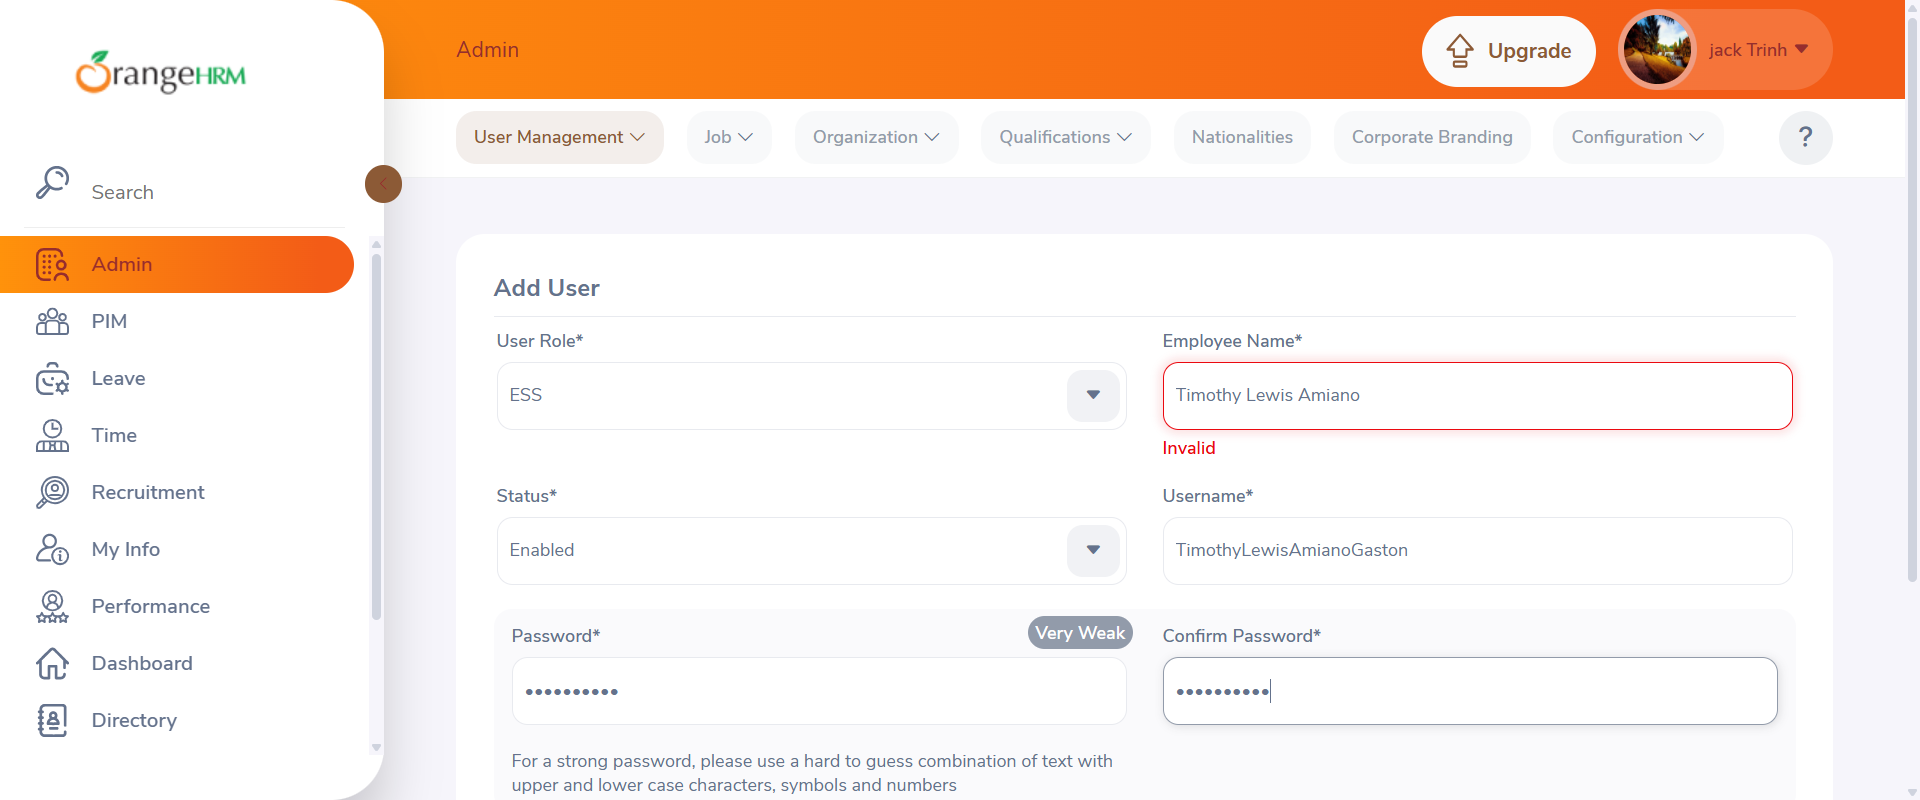 OrangeHRM
Search
Admin
PIM
Leave
Time
Recruitment
My Info
Performance
Dashboard
Directory
Admin
Upgrade
jack Trinh
User Management
Job
Organization
Qualifications
Nationalities
Corporate Branding
Configuration
?
Add User
User Role*
ESS
Employee Name*
Timothy Lewis Amiano
Invalid
Status*
Enabled
Username*
TimothyLewisAmianoGaston
Password*
Very Weak
••••••••••
For a strong password, please use a hard to guess combination of text with
upper and lower case characters, symbols and numbers
Confirm Password*
••••••••••